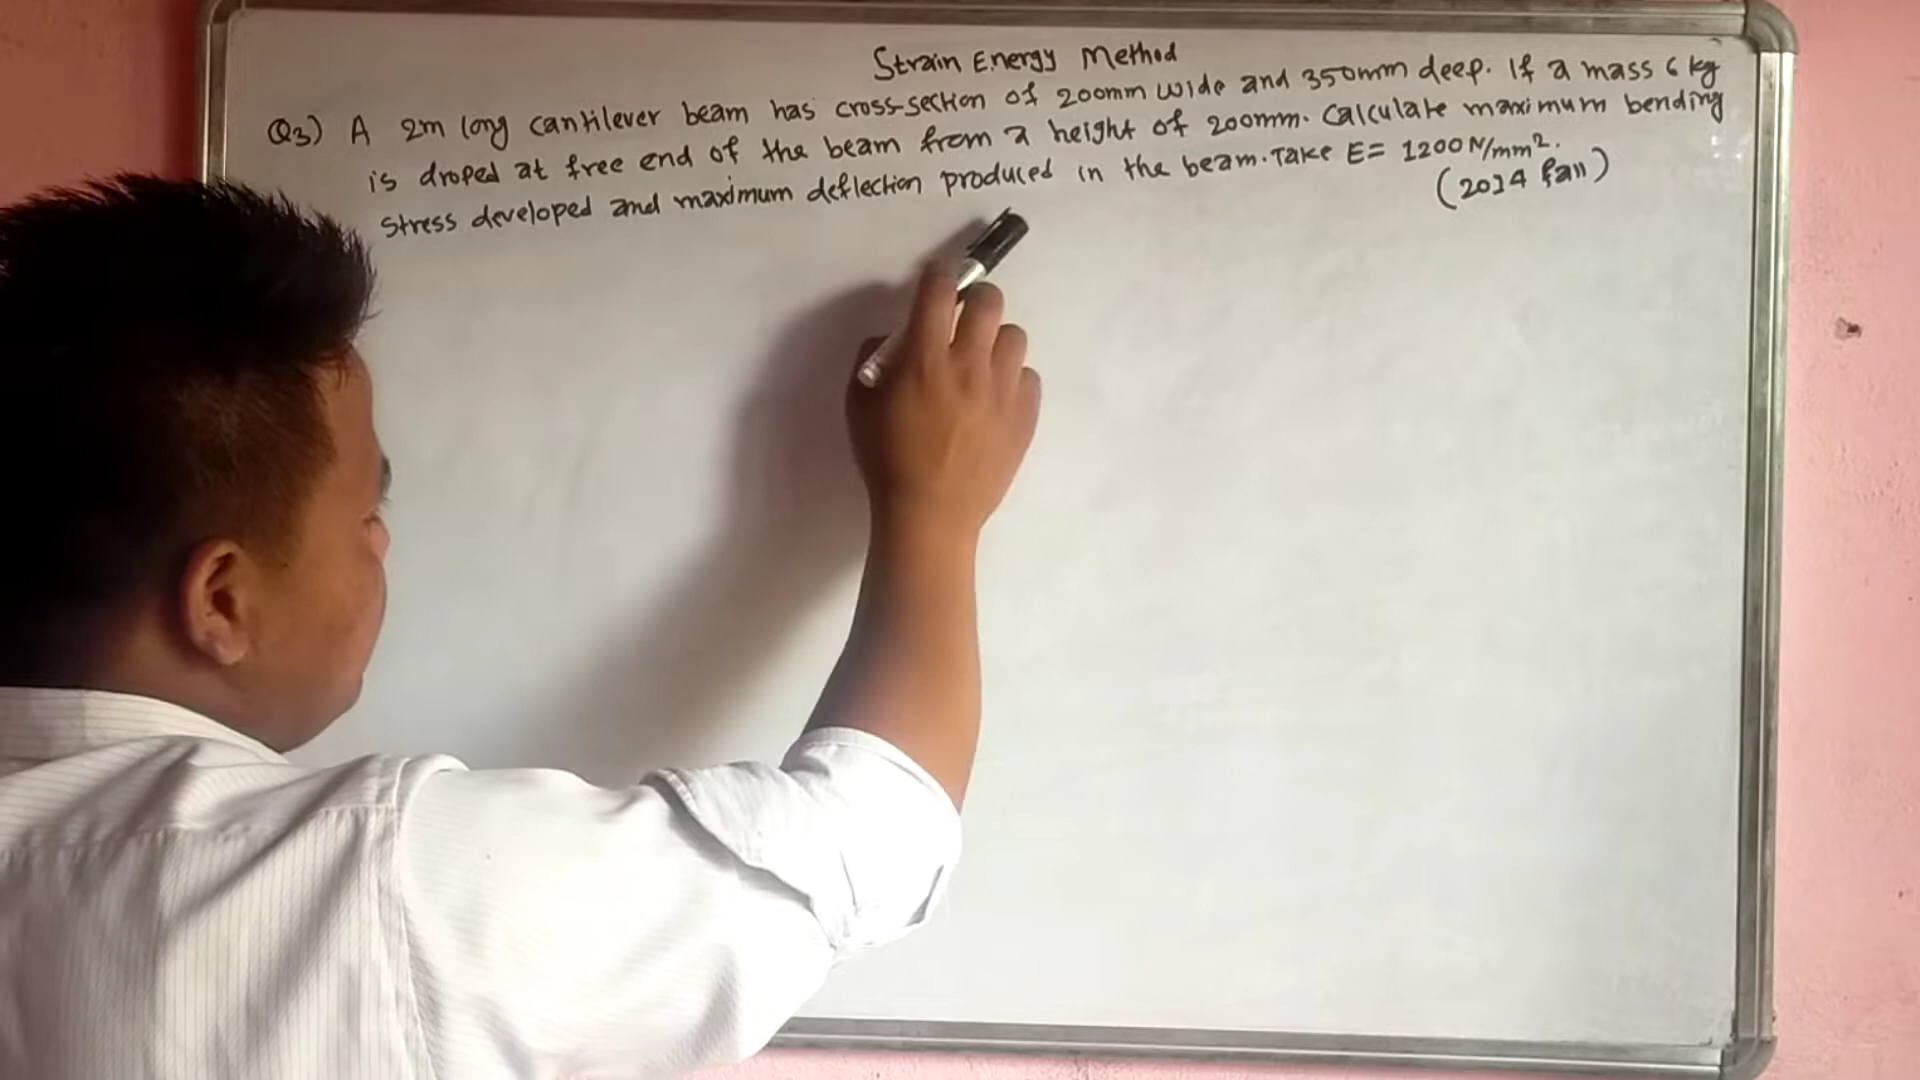 Strain Energy Method
Q3) A 2m long cantilever beam has cross-section of 200mm wide and 350mm deep. If a mass 6 kg
is droped at free end of the beam from a height of 200mm. Calculate maximum bending
stress developed and maximum deflection produced in the beam. Take E= 1200 N/mm².
(2014 fall)